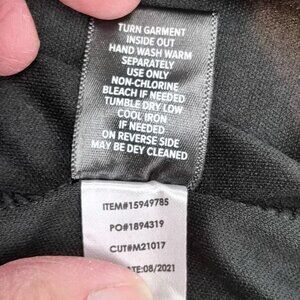 TURN GARMENT
INSIDE OUT
HAND WASH WARM
SEPARATELY
USE ONLY
NON-CHLORINE
BLEACH IF NEEDED
TUMBLE DRY LOW
COOL IRON
IF NEEDED
ON REVERSE SIDE
MAY BE DEY CLEANED
ITEM#15949785
PO#1894319
CUT#M21017
ATE:08/2021